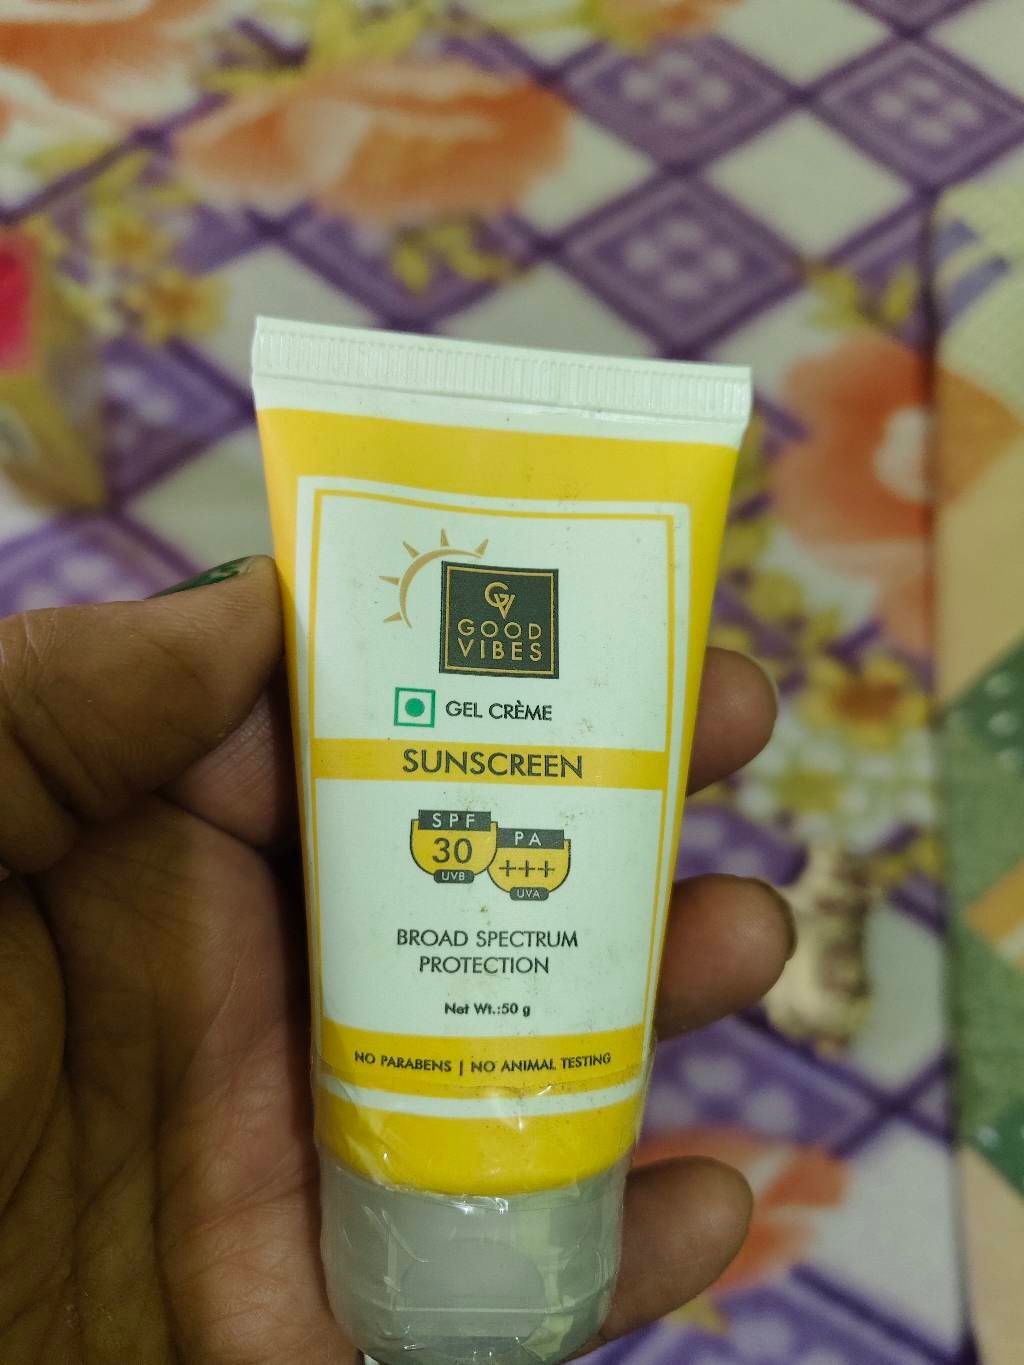 GV
GOOD
VIBES
GEL CRÈME
SUNSCREEN
SPF
30
UVB
PA
+++
UVA
BROAD SPECTRUM
PROTECTION
Net Wt.:50 g
NO PARABENS | NO ANIMAL TESTING